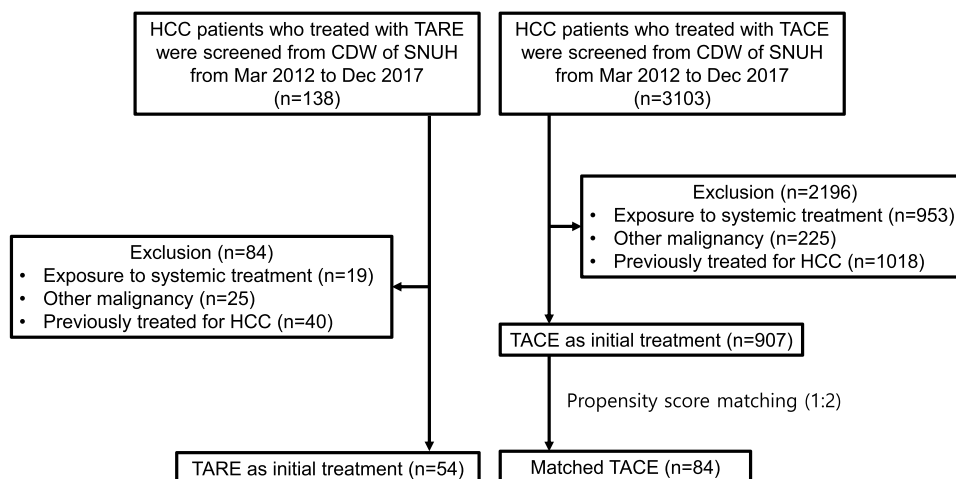 HCC patients who treated with TARE
were screened from CDW of SNUH
from Mar 2012 to Dec 2017
(n=138)
HCC patients who treated with TACE
were screened from CDW of SNUH
from Mar 2012 to Dec 2017
(n=3103)
Exclusion (n=2196)
• Exposure to systemic treatment (n=953)
• Other malignancy (n=225)
• Previously treated for HCC (n=1018)
Exclusion (n=84)
• Exposure to systemic treatment (n=19)
• Other malignancy (n=25)
• Previously treated for HCC (n=40)
TACE as initial treatment (n=907)
Propensity score matching (1:2)
TARE as initial treatment (n=54)
Matched TACE (n=84)